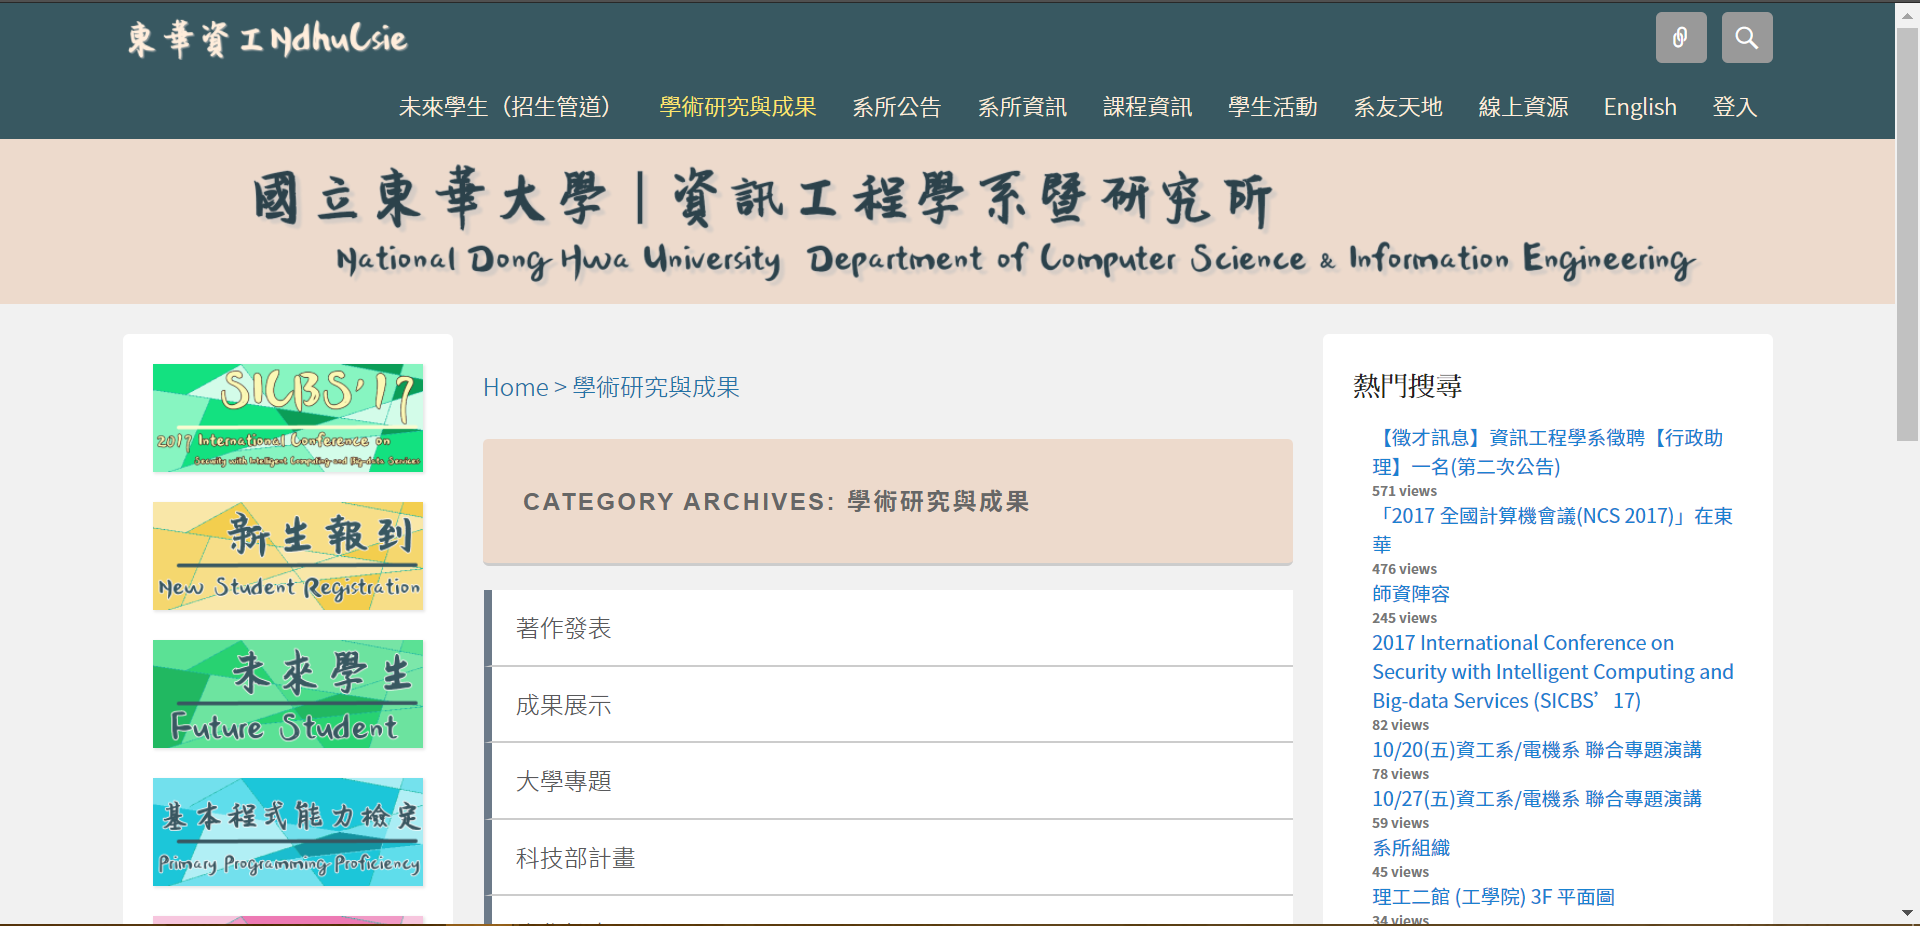 東華資工NdhuCsie
未來學生（招生管道） 學術研究與成果 系所公告 系所資訊 課程資訊 學生活動 系友天地 線上資源 English 登入
國立東華大學 | 資訊工程學系暨研究所
National Dong Hwa University Department of Computer Science & Information Engineering
SICBS'17
2017 International Conference on
Security with Intelligent Computing and Big-data Services
新生報到
New Student Registration
未來學生
Future Student
基本程式能力檢定
Primary Programming Proficiency
Home > 學術研究與成果
CATEGORY ARCHIVES: 學術研究與成果
著作發表
成果展示
大學專題
科技部計畫
熱門搜尋
【徵才訊息】資訊工程學系徵聘【行政助
理】一名(第二次公告)
571 views
「2017 全國計算機會議(NCS 2017)」在東
華
476 views
師資陣容
245 views
2017 International Conference on
Security with Intelligent Computing and
Big-data Services (SICBS’17)
82 views
10/20(五)資工系/電機系 聯合專題演講
78 views
10/27(五)資工系/電機系 聯合專題演講
59 views
系所組織
45 views
理工二館 (工學院) 3F 平面圖
34 views